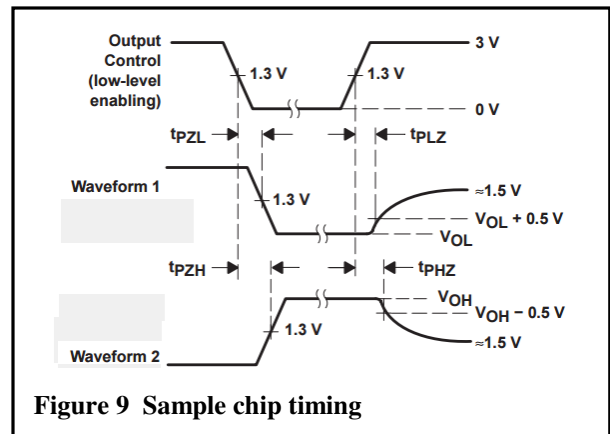 Output
Control
(low-level
enabling)
1.3 V
1.3 V
3 V
0 V
tPZL
tPLZ
Waveform 1
1.3 V
≈1.5 V
VOL + 0.5 V
VOL
tPZH
tPHZ
VOH
VOH − 0.5 V
1.3 V
≈1.5 V
Waveform 2
Figure 9 Sample chip timing